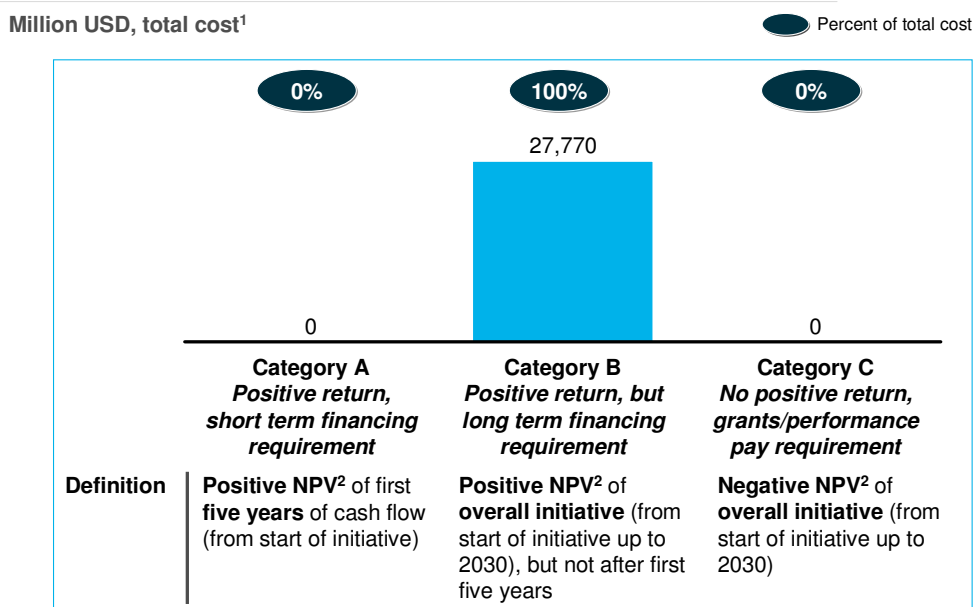 Million USD, total cost¹
Percent of total cost
0%
100%
0%
27,770
0
0
Category A
Positive return,
short term financing
requirement
Category B
Positive return, but
long term financing
requirement
Category C
No positive return,
grants/performance
pay requirement
Definition
Positive NPV² of first
five years of cash flow
(from start of initiative)
Positive NPV² of
overall initiative (from
start of initiative up to
2030), but not after first
five years
Negative NPV² of
overall initiative (from
start of initiative up to
2030)